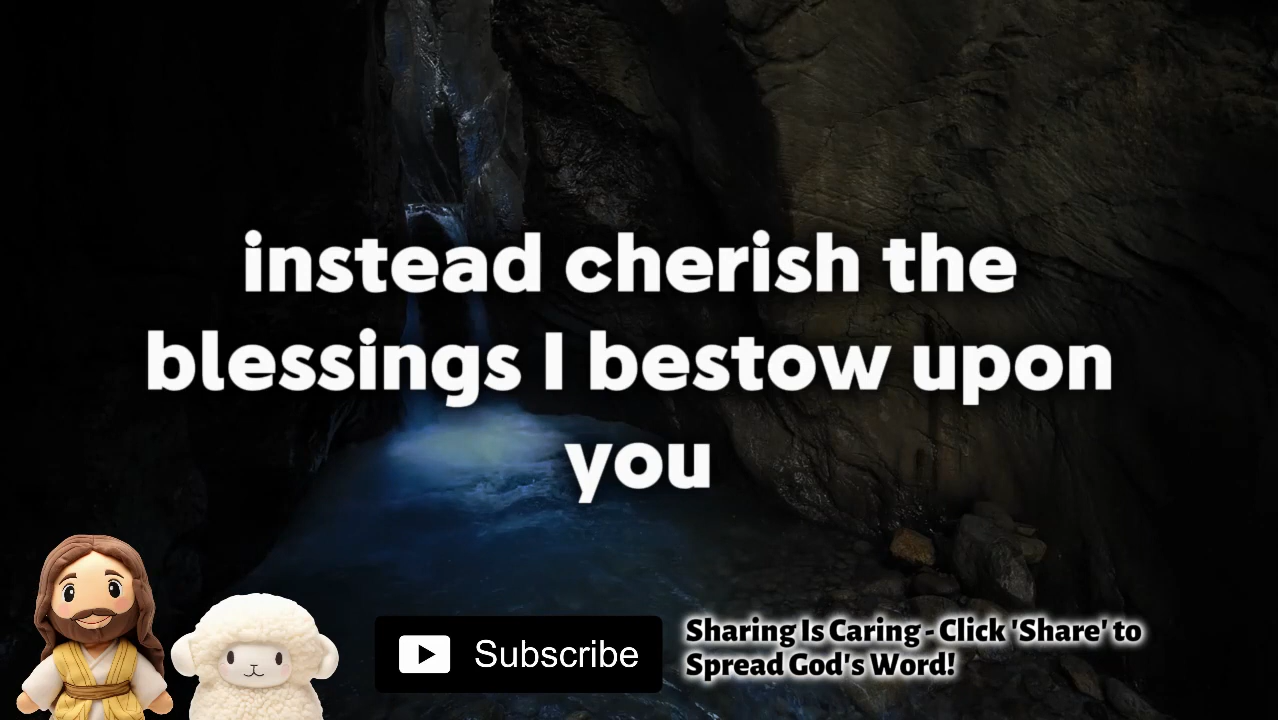 instead cherish the
blessings I bestow upon
you
Subscribe
Sharing Is Caring - Click 'Share' to
Spread God's Word!